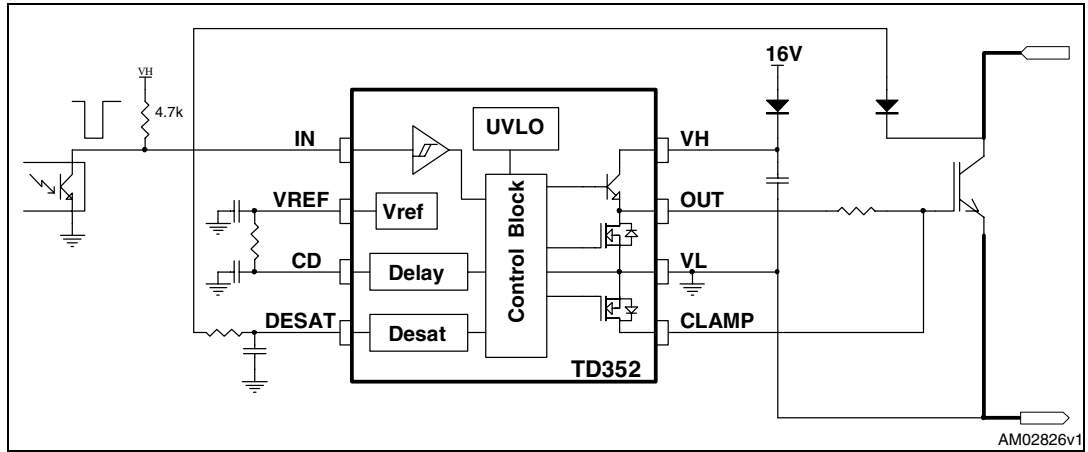 16V
VH
4.7k
UVLO
IN
VH
VREF
Vref
OUT
Control Block
CD
Delay
VL
DESAT
Desat
CLAMP
TD352
AM02826v1